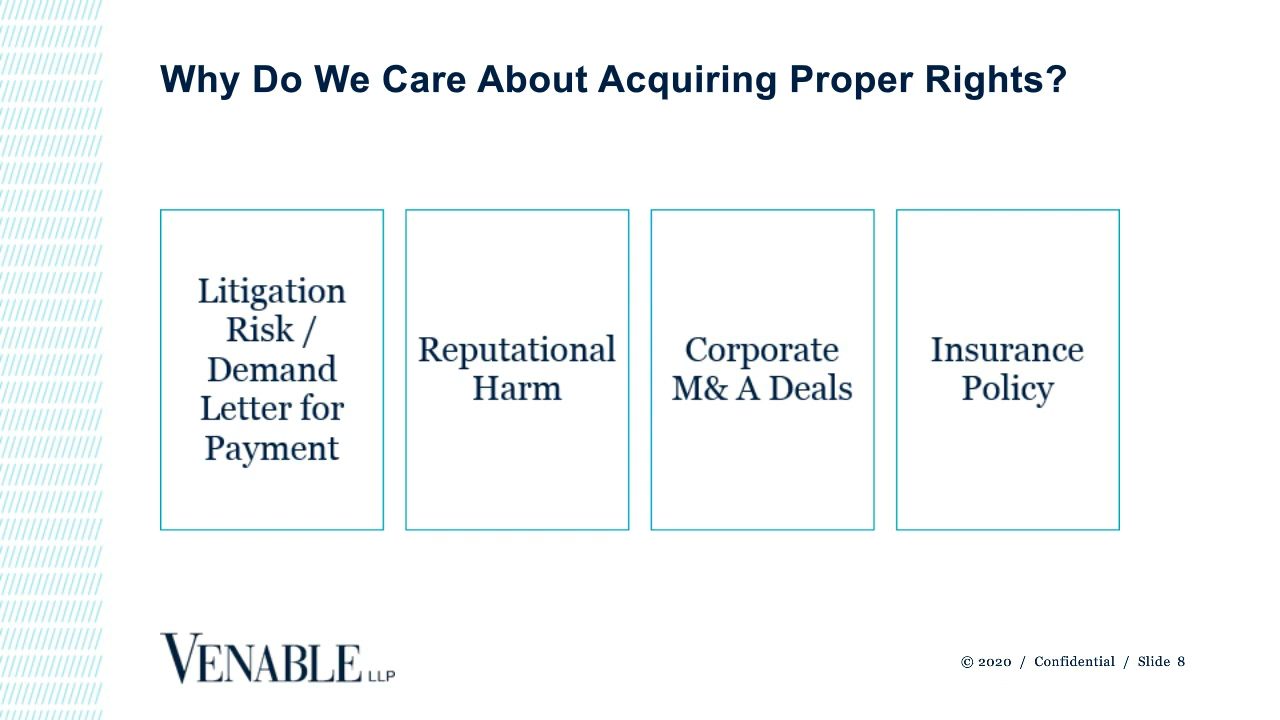 Why Do We Care About Acquiring Proper Rights?
Litigation
Risk /
Demand
Letter for
Payment
Reputational
Harm
Corporate
M& A Deals
Insurance
Policy
VENABLE LLP
© 2020 / Confidential / Slide 8